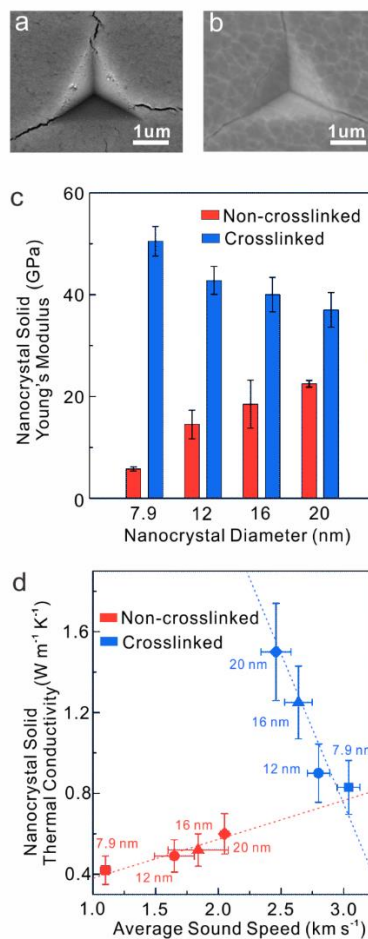 a
1um
b
1um
c
Nanocrystal Solid
Young's Modulus (GPa)
60
40
20
0
Non-crosslinked
Crosslinked
7.9
12
16
20
Nanocrystal Diameter (nm)
d
Nanocrystal Solid
Thermal Conductivity(W m⁻¹ K⁻¹)
1.6
1.2
0.8
0.4
Non-crosslinked
Crosslinked
20 nm
16 nm
12 nm
7.9 nm
7.9 nm
12 nm
16 nm
20 nm
1.0
1.5
2.0
2.5
3.0
Average Sound Speed (km s⁻¹)